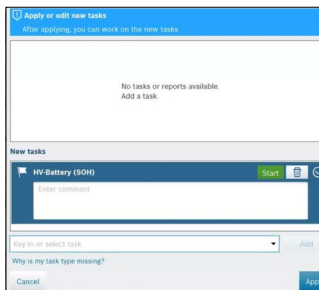 Apply or edit new tasks
After applying, you can work on the new tasks.
No tasks or reports available.
Add a task.
New tasks
HV-Battery (SOH)
Start
Enter comment
Key-in or select task
Add
Why is my task type missing?
Cancel
App